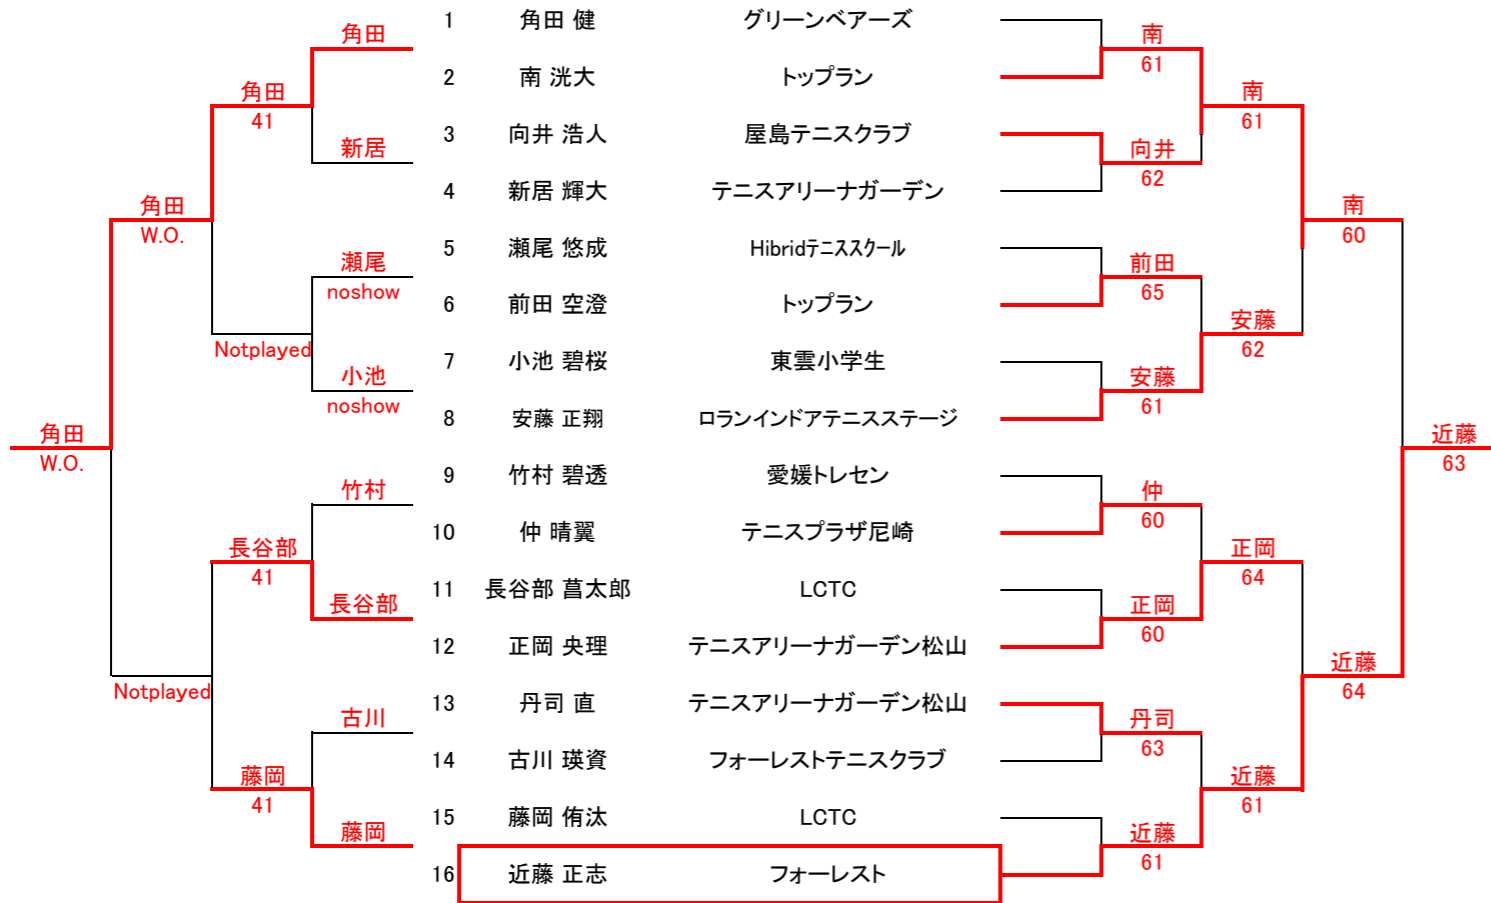 1 角田 健 グリーンベアーズ
角田 南
61
2 南 洸大 トップラン
角田 南
41 61
3 向井 浩人 屋島テニスクラブ
新居 向井
62
4 新居 輝大 テニスアリーナガーデン
角田 南
W.O. 60
5 瀬尾 悠成 Hibridテニススクール
瀬尾 前田
noshow 65
6 前田 空澄 トップラン
安藤
Notplayed 62
7 小池 碧桜 東雲小学生
小池 安藤
noshow 61
8 安藤 正翔 ロランインドアテニスステージ
角田 近藤
W.O. 63
9 竹村 碧透 愛媛トレセン
竹村 仲
60
10 仲 晴翼 テニスプラザ尼崎
長谷部 正岡
41 64
11 長谷部 菖太郎 LCTC
長谷部 正岡
60
12 正岡 央理 テニスアリーナガーデン松山
近藤
Notplayed 64
13 丹司 直 テニスアリーナガーデン松山
古川 丹司
63
14 古川 瑛資 フォーレストテニスクラブ
藤岡 近藤
41 61
15 藤岡 侑汰 LCTC
藤岡 近藤
61
16 近藤 正志 フォーレスト